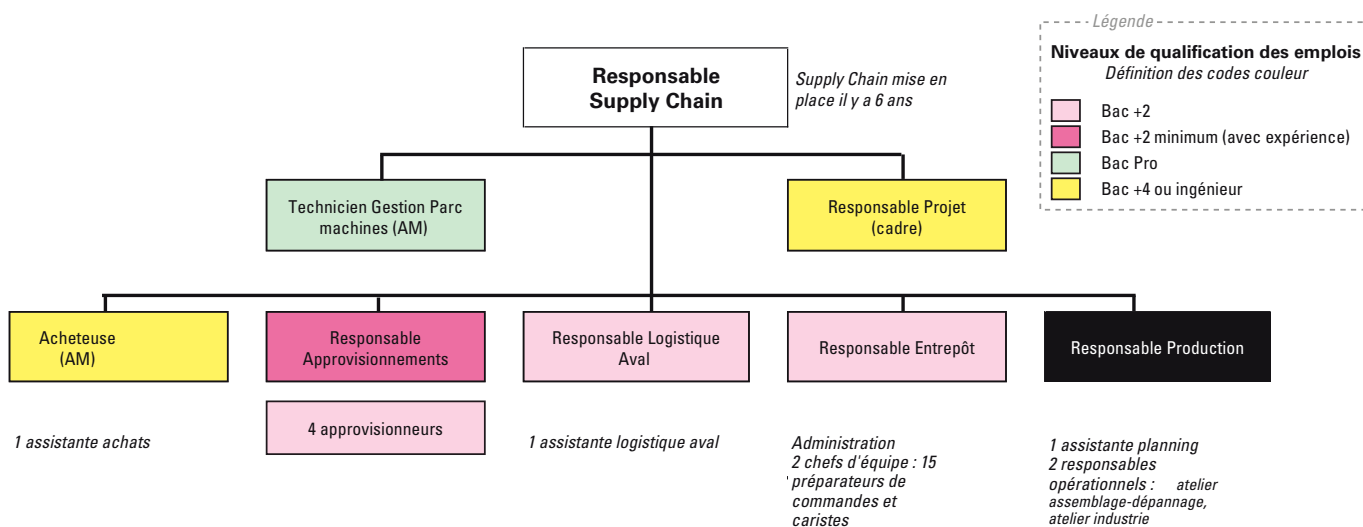 Légende
Niveaux de qualification des emplois
Définition des codes couleur
Bac +2
Bac +2 minimum (avec expérience)
Bac Pro
Bac +4 ou ingénieur
Responsable
Supply Chain
Supply Chain mise en
place il y a 6 ans
Technicien Gestion Parc
machines (AM)
Responsable Projet
(cadre)
Acheteuse
(AM)
Responsable
Approvisionnements
Responsable Logistique
Aval
Responsable Entrepôt
Responsable Production
4 approvisionneurs
1 assistante achats
1 assistante logistique aval
Administration
2 chefs d'équipe : 15
préparateurs de
commandes et
caristes
1 assistante planning
2 responsables
opérationnels : atelier
assemblage-dépannage,
atelier industrie